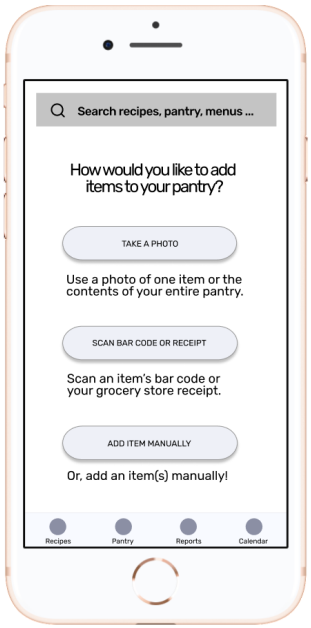 Search recipes, pantry, menus ...
How would you like to add
items to your pantry?
TAKE A PHOTO
Use a photo of one item or the
contents of your entire pantry.
SCAN BAR CODE OR RECEIPT
Scan an item's bar code or
your grocery store receipt.
ADD ITEM MANUALLY
Or, add an item(s) manually!
Recipes Pantry Reports Calendar